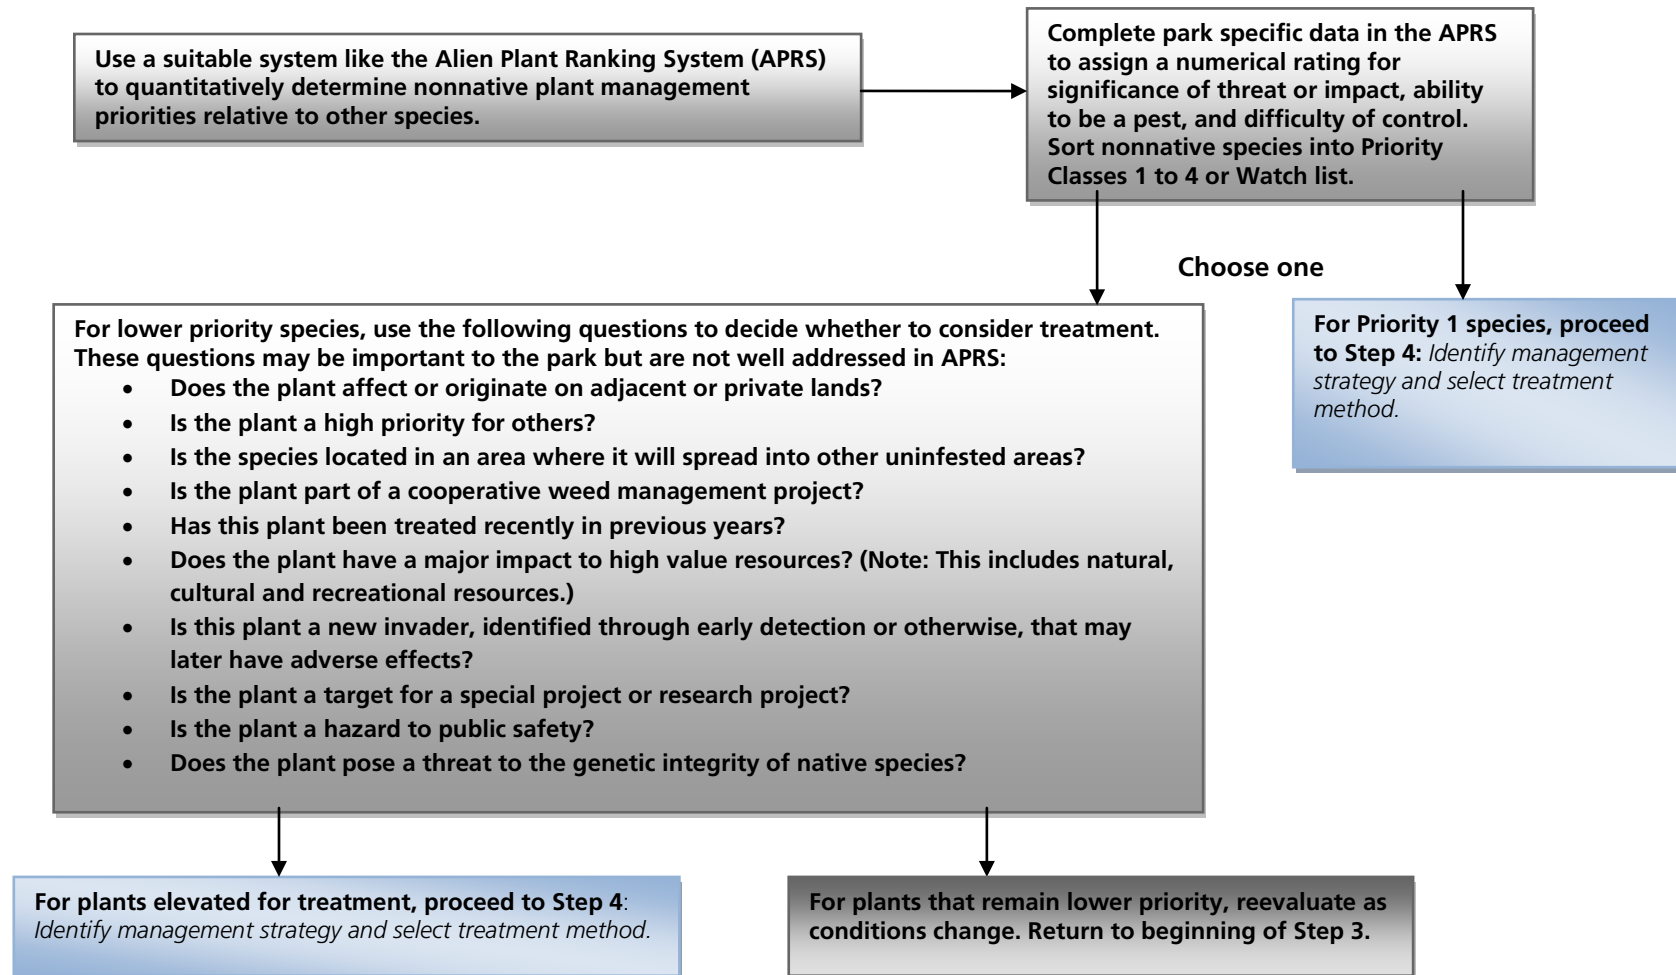 Use a suitable system like the Alien Plant Ranking System (APRS)
to quantitatively determine nonnative plant management
priorities relative to other species.
Complete park specific data in the APRS
to assign a numerical rating for
significance of threat or impact, ability
to be a pest, and difficulty of control.
Sort nonnative species into Priority
Classes 1 to 4 or Watch list.
Choose one
For lower priority species, use the following questions to decide whether to consider treatment.
These questions may be important to the park but are not well addressed in APRS:
• Does the plant affect or originate on adjacent or private lands?
• Is the plant a high priority for others?
• Is the species located in an area where it will spread into other uninfested areas?
• Is the plant part of a cooperative weed management project?
• Has this plant been treated recently in previous years?
• Does the plant have a major impact to high value resources? (Note: This includes natural,
cultural and recreational resources.)
• Is this plant a new invader, identified through early detection or otherwise, that may
later have adverse effects?
• Is the plant a target for a special project or research project?
• Is the plant a hazard to public safety?
• Does the plant pose a threat to the genetic integrity of native species?
For Priority 1 species, proceed
to Step 4: Identify management
strategy and select treatment
method.
For plants elevated for treatment, proceed to Step 4:
Identify management strategy and select treatment method.
For plants that remain lower priority, reevaluate as
conditions change. Return to beginning of Step 3.